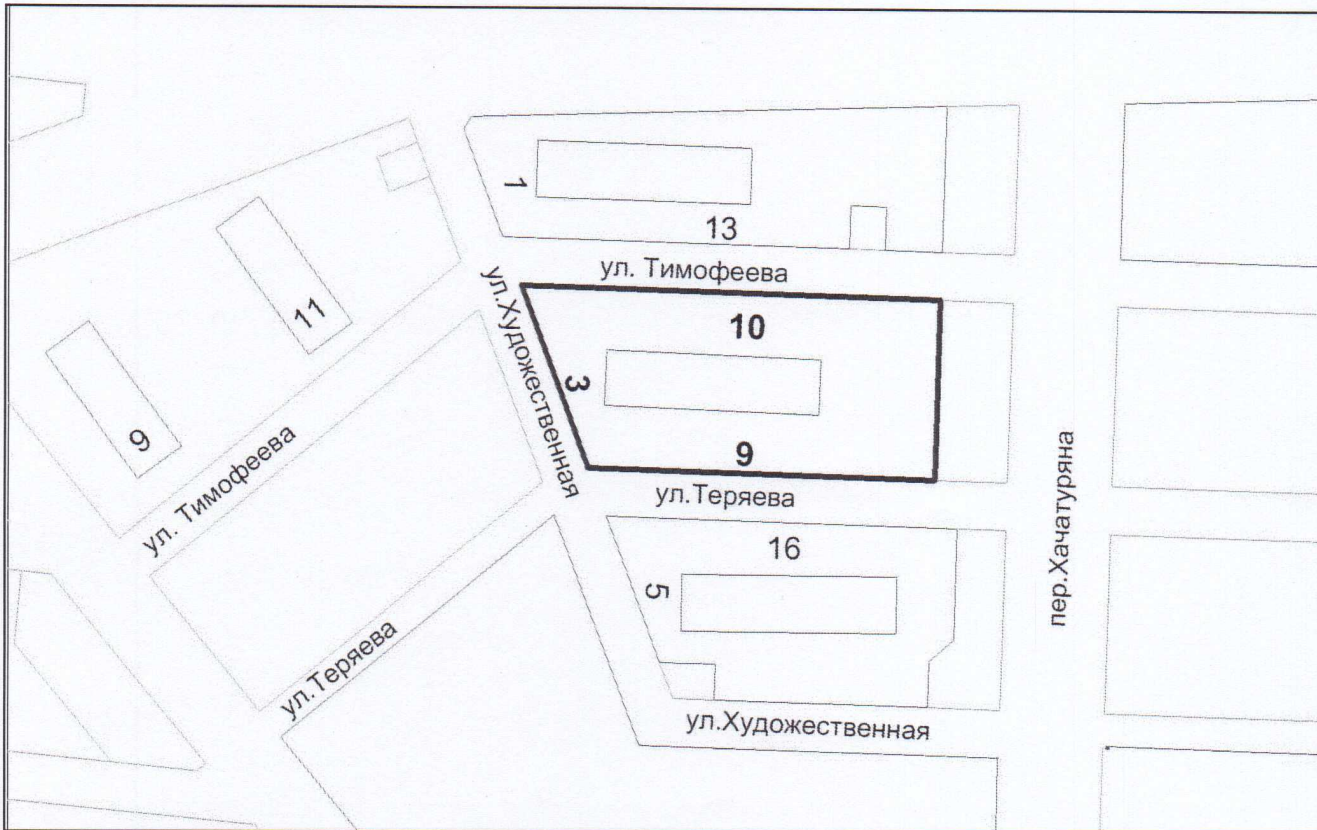 1
13
ул. Тимофеева
ул.Художественная
10
11
3
9
9
ул. Тимофеева
ул.Теряева
пер.Хачатуряна
16
5
ул.Теряева
ул.Художественная